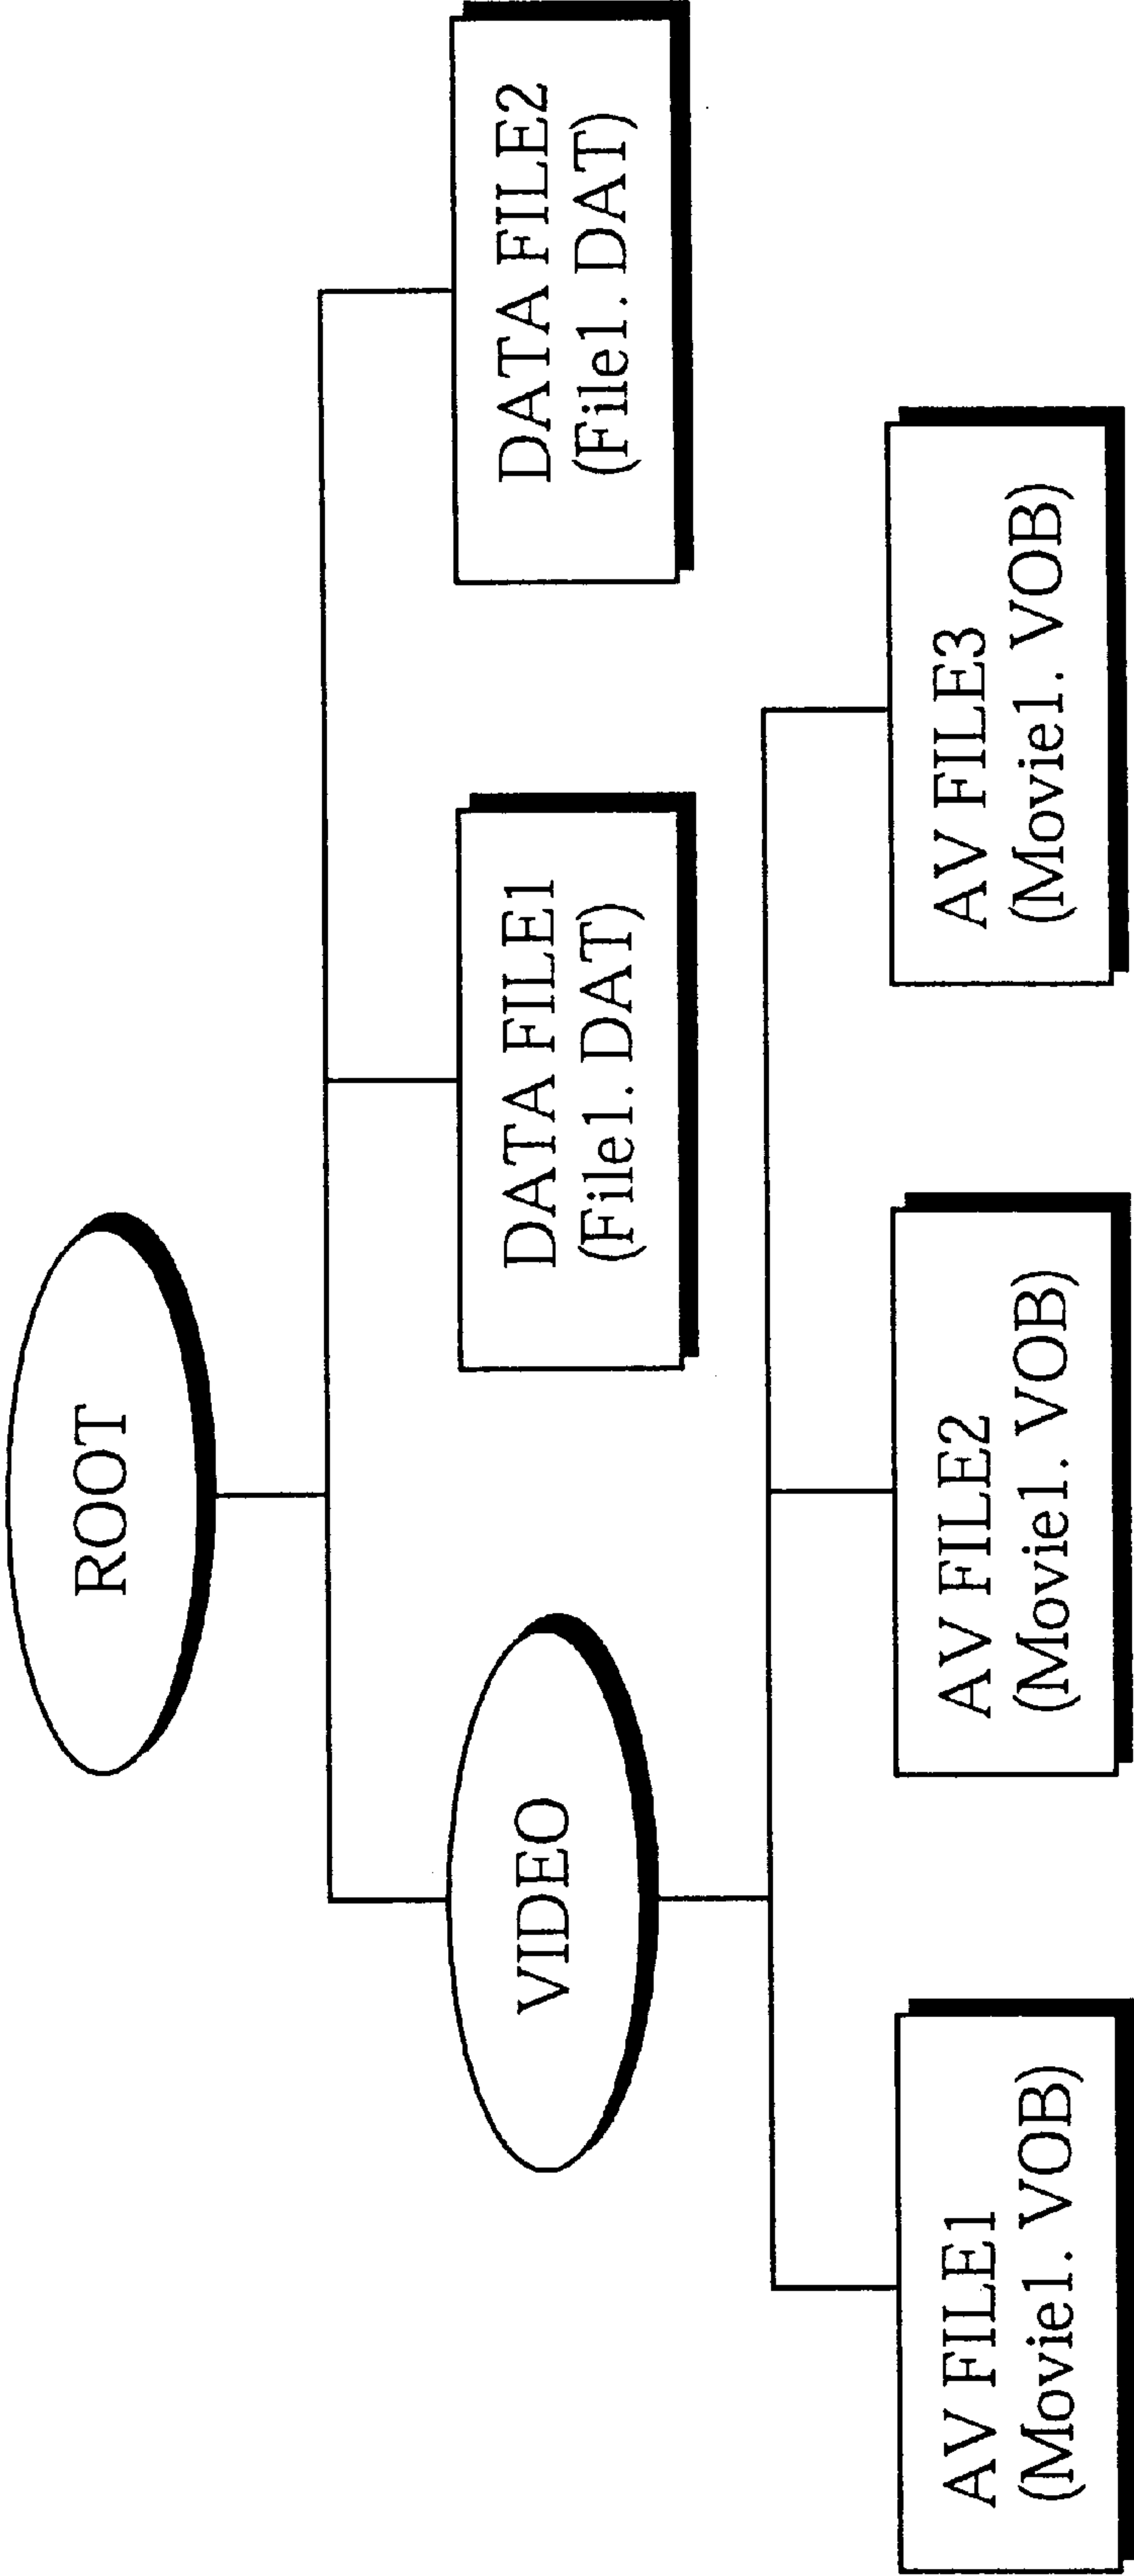 ROOT
VIDEO
DATA FILE1
(File1. DAT)
DATA FILE2
(File1. DAT)
AV FILE1
(Movie1. VOB)
AV FILE2
(Movie1. VOB)
AV FILE3
(Movie1. VOB)